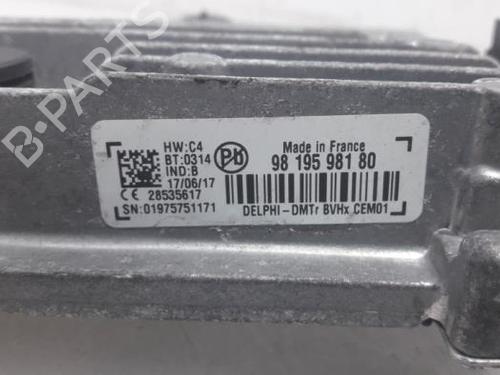 HW:C4
BT:0314
IND:B
17/06/17
CE 28535617
SN:01975751171
Pb
Made in France
98 195 981 80
DELPHI-DMTr BVHx CEM01
B-PARTS